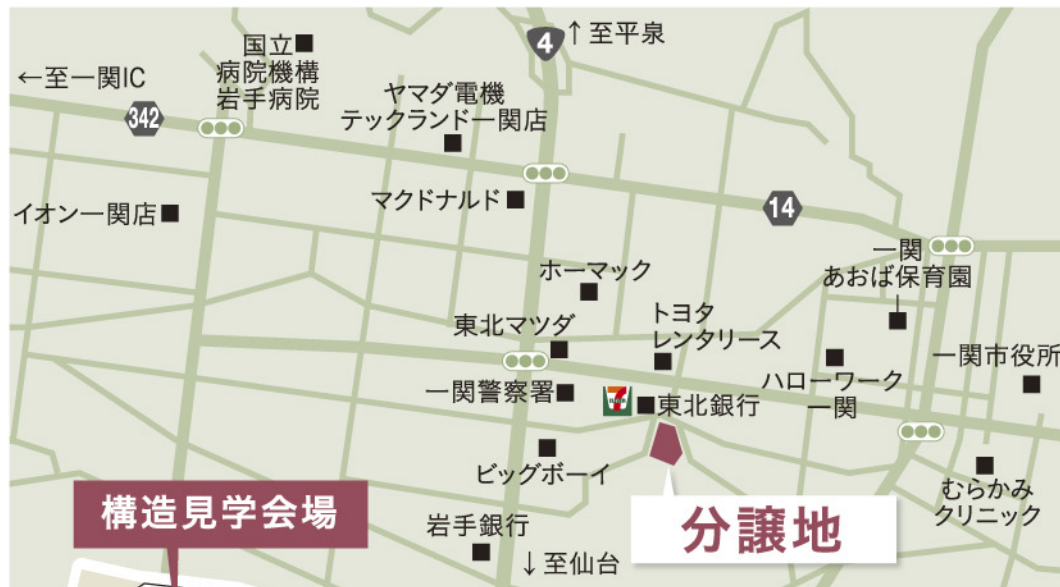 4
↑至平泉
国立
病院機構
岩手病院
←至一関IC
342
ヤマダ電機
テックランド一関店
マクドナルド
14
イオン一関店
一関
あおば保育園
ホーマック
トヨタ
レンタリース
東北マツダ
一関市役所
ハローワーク
一関
一関警察署
7
東北銀行
ビッグボーイ
むらかみ
クリニック
構造見学会場
分譲地
岩手銀行
↓至仙台